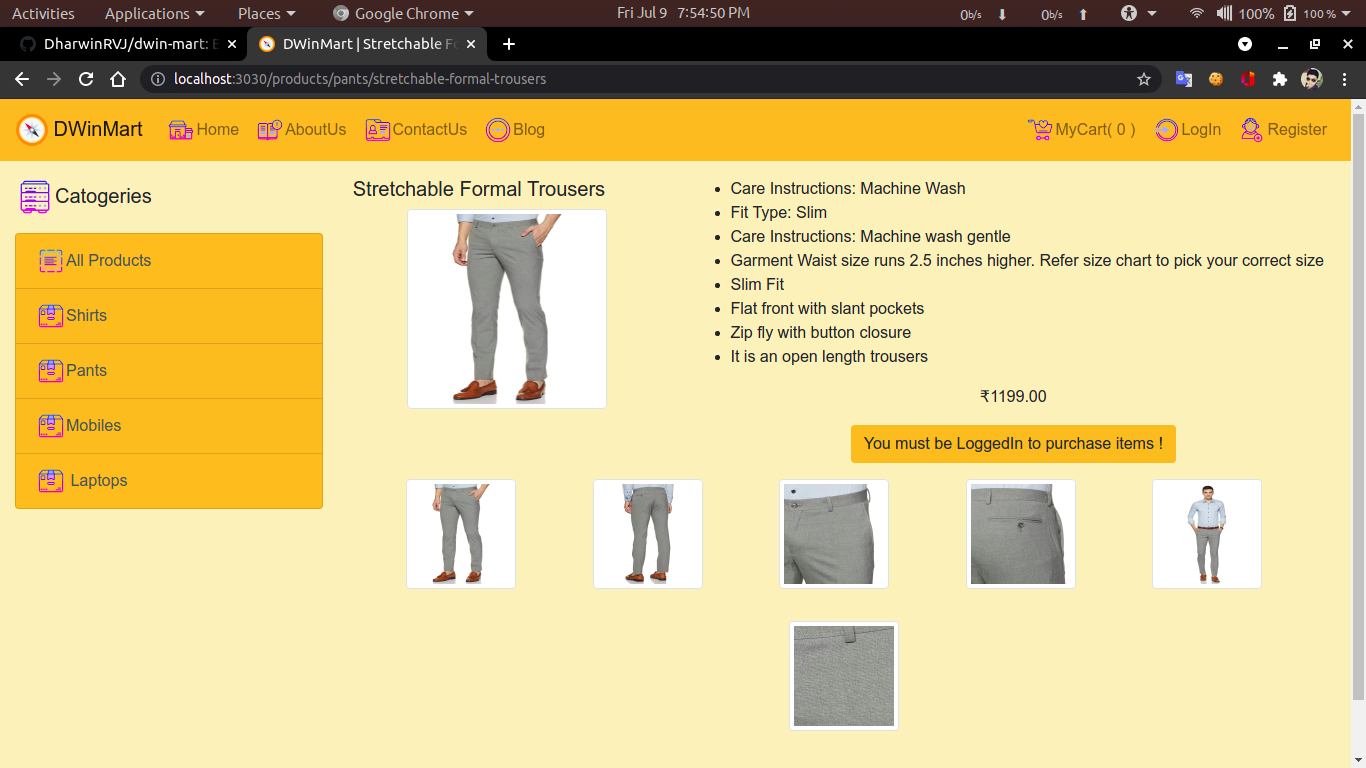 Activities Applications Places Google Chrome Fri Jul 9 7:54:50 PM 0b/s 0b/s 100% 100 %
DharwinRVJ/dwin-mart: E DWinMart | Stretchable Fo
localhost:3030/products/pants/stretchable-formal-trousers
DWinMart Home AboutUs ContactUs Blog MyCart( 0 ) LogIn Register
Catogeries
All Products
Shirts
Pants
Mobiles
Laptops
Stretchable Formal Trousers
Care Instructions: Machine Wash
Fit Type: Slim
Care Instructions: Machine wash gentle
Garment Waist size runs 2.5 inches higher. Refer size chart to pick your correct size
Slim Fit
Flat front with slant pockets
Zip fly with button closure
It is an open length trousers
₹1199.00
You must be LoggedIn to purchase items !